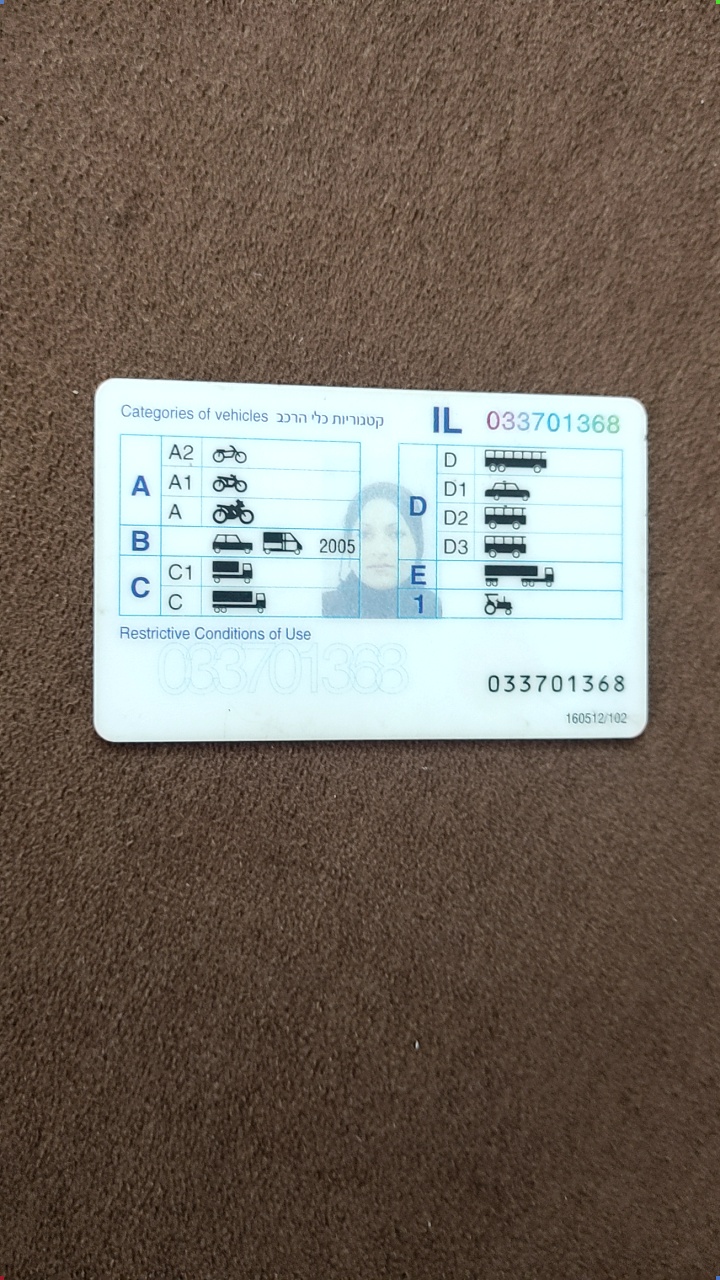 Categories of vehicles קטגוריות כלי הרכב
IL 033701368
A
A2
A1
A
B 2005
C
C1
C
D
D
D1
D2
D3
E
1
Restrictive Conditions of Use
033701368
033701368
160512/102